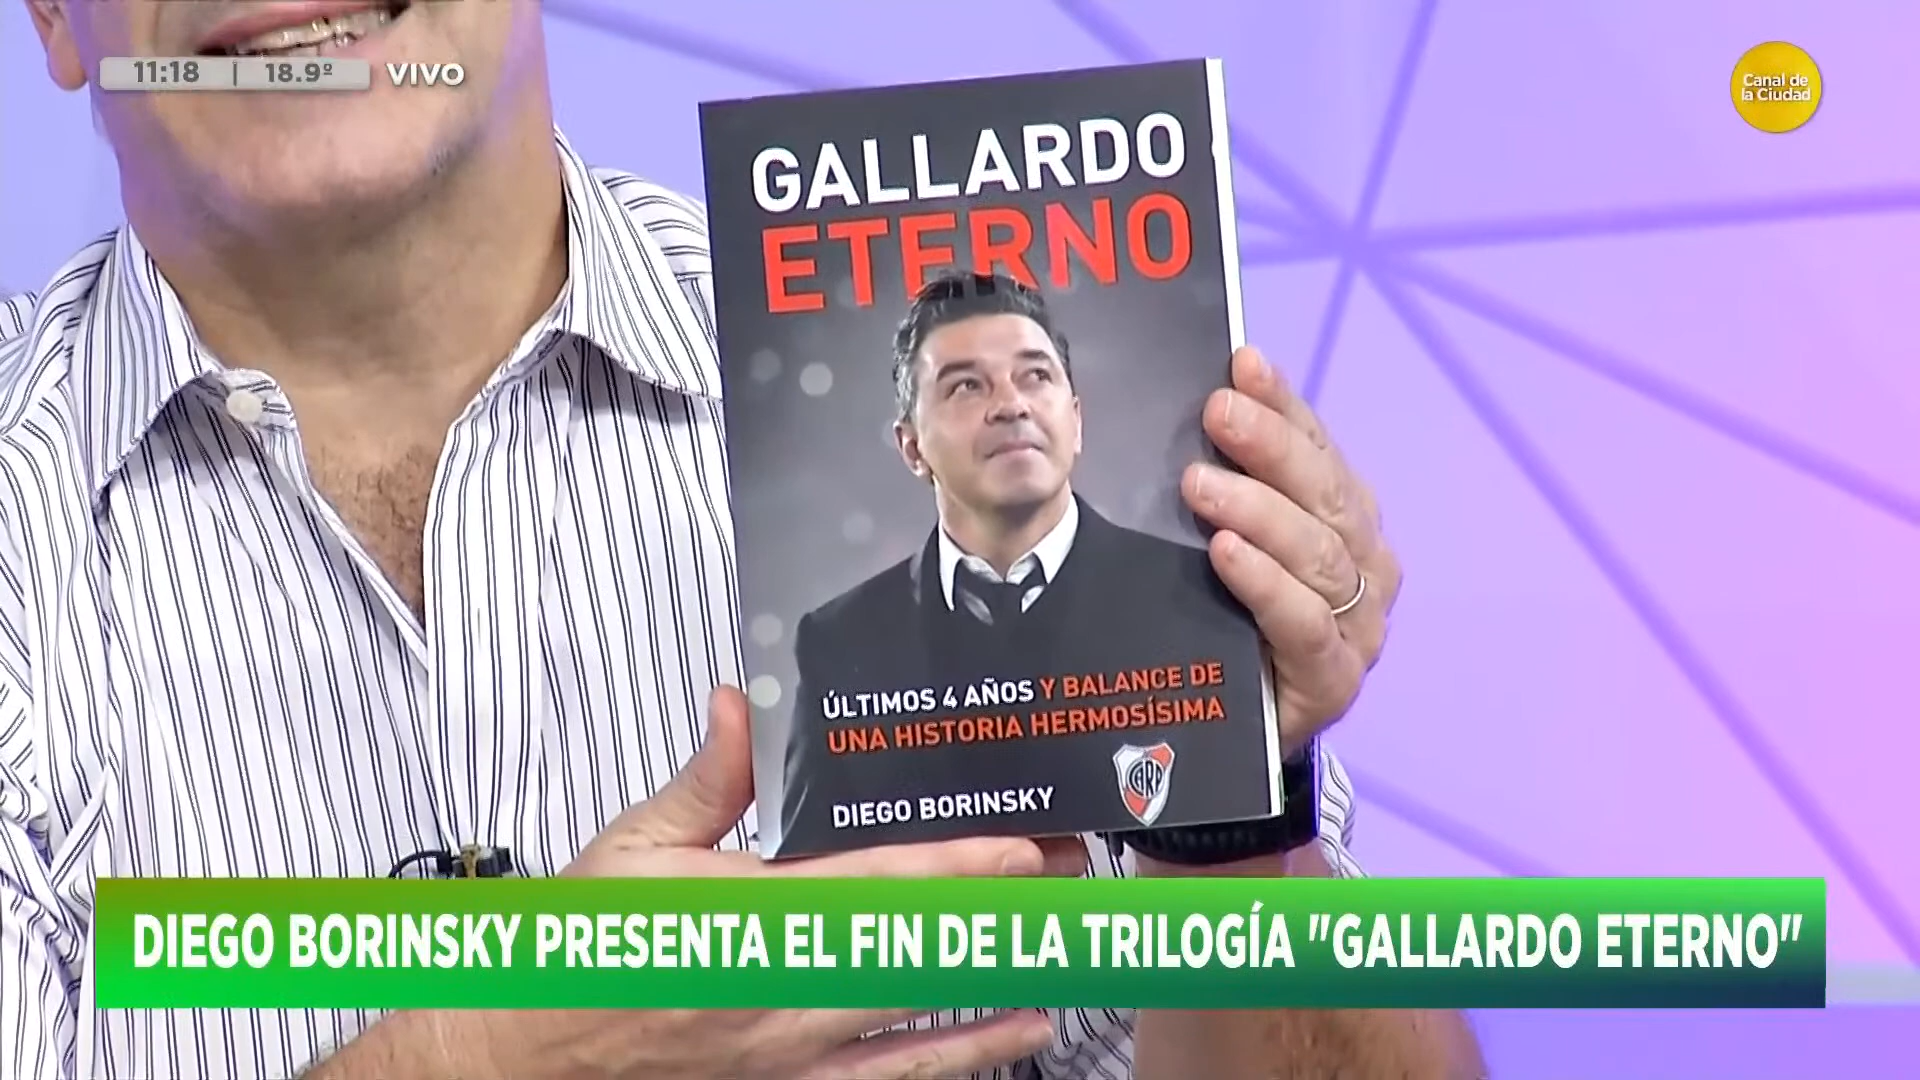 11:18 | 18.9º VIVO
Canal de
la Ciudad
GALLARDO
ETERNO
ÚLTIMOS 4 AÑOS Y BALANCE DE
UNA HISTORIA HERMOSÍSIMA
CARP
DIEGO BORINSKY
DIEGO BORINSKY PRESENTA EL FIN DE LA TRILOGÍA "GALLARDO ETERNO"